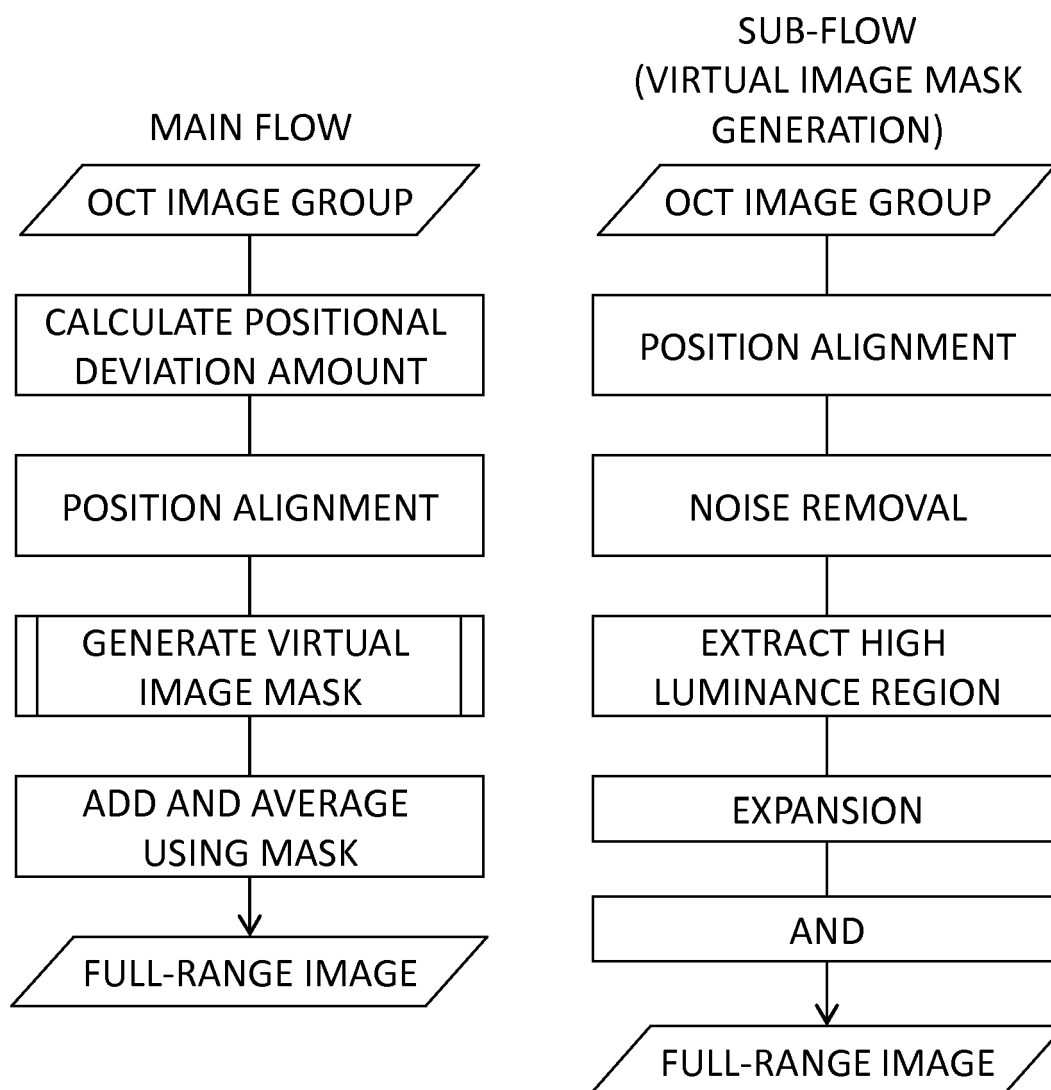 MAIN FLOW
OCT IMAGE GROUP
CALCULATE POSITIONAL
DEVIATION AMOUNT
POSITION ALIGNMENT
GENERATE VIRTUAL
IMAGE MASK
ADD AND AVERAGE
USING MASK
FULL-RANGE IMAGE
SUB-FLOW
(VIRTUAL IMAGE MASK
GENERATION)
OCT IMAGE GROUP
POSITION ALIGNMENT
NOISE REMOVAL
EXTRACT HIGH
LUMINANCE REGION
EXPANSION
AND
FULL-RANGE IMAGE